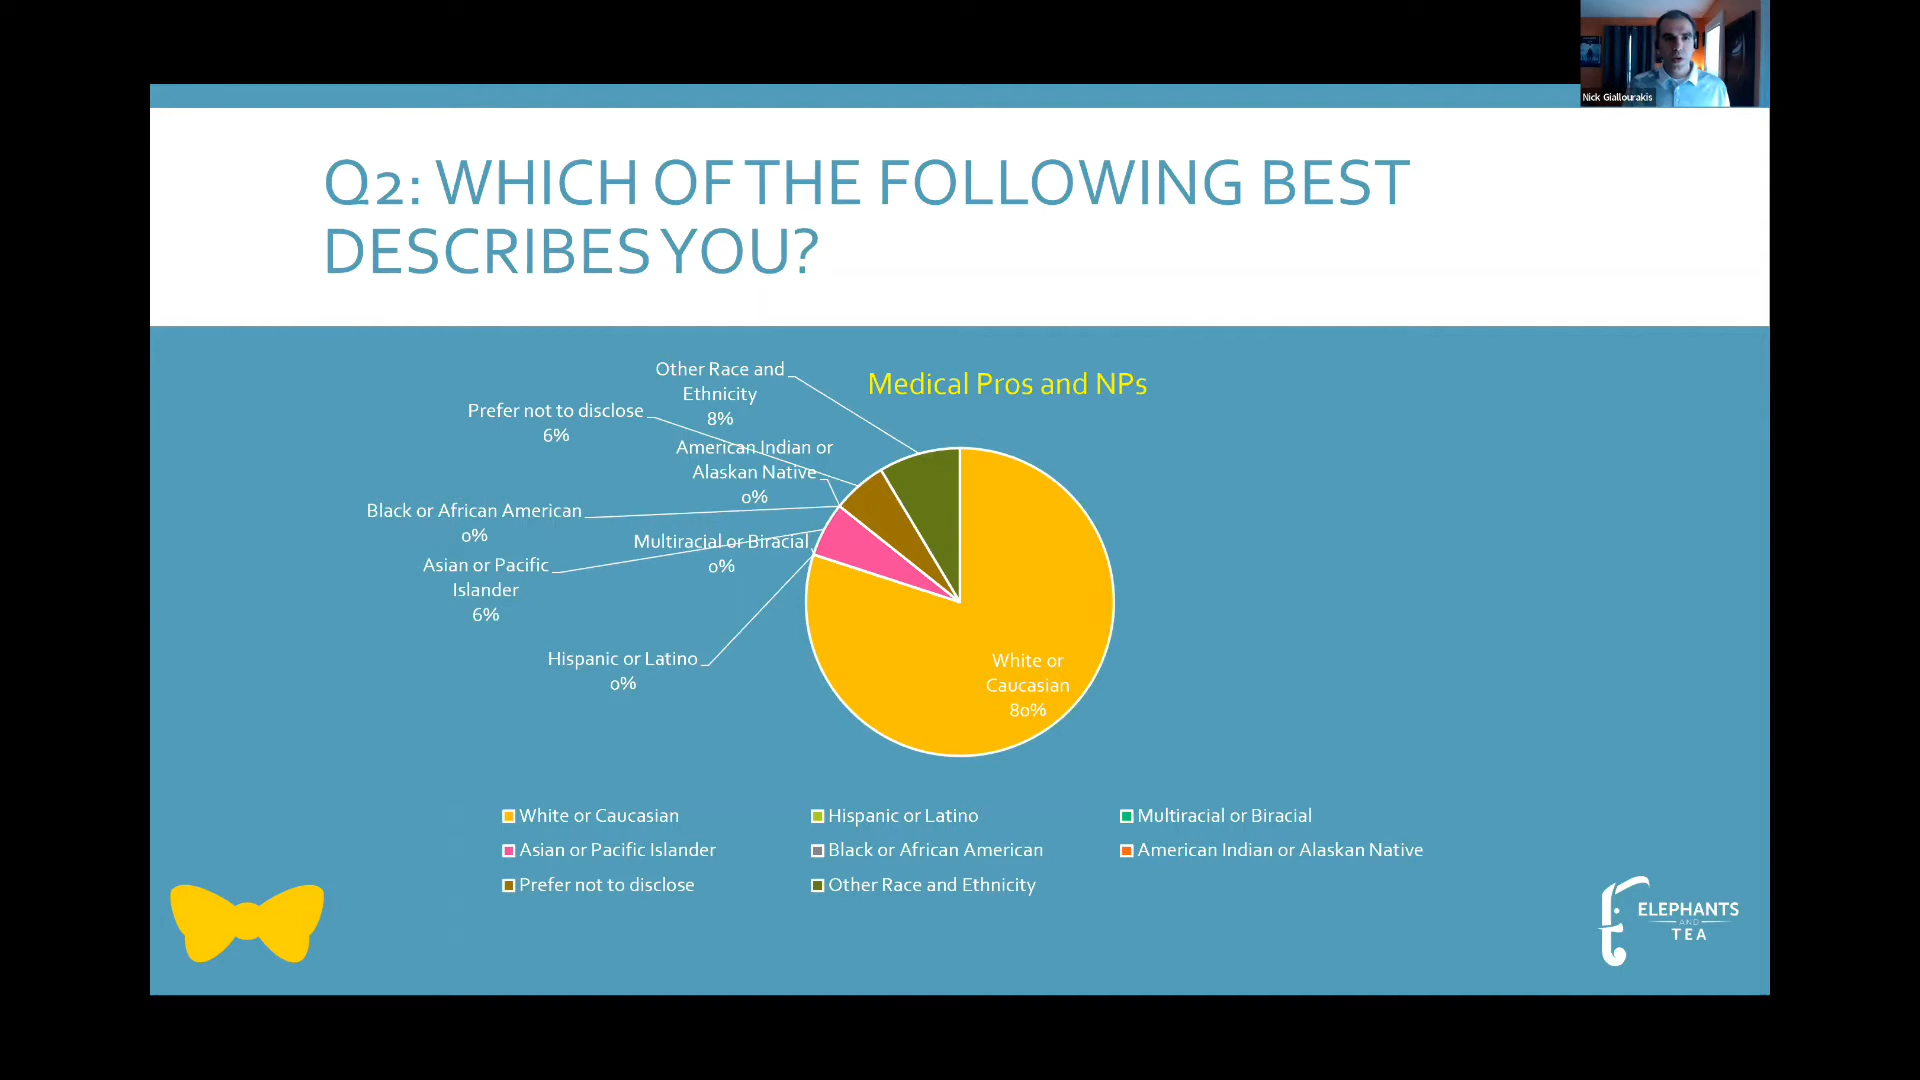 Nick Giallourakis
Q2: WHICH OF THE FOLLOWING BEST
DESCRIBES YOU?
Medical Pros and NPs
Other Race and
Ethnicity
8%
Prefer not to disclose
6%
American Indian or
Alaskan Native
0%
Black or African American
0%
Multiracial or Biracial
0%
Asian or Pacific
Islander
6%
Hispanic or Latino
0%
White or
Caucasian
80%
White or Caucasian
Hispanic or Latino
Multiracial or Biracial
Asian or Pacific Islander
Black or African American
American Indian or Alaskan Native
Prefer not to disclose
Other Race and Ethnicity
ELEPHANTS
AND
TEA